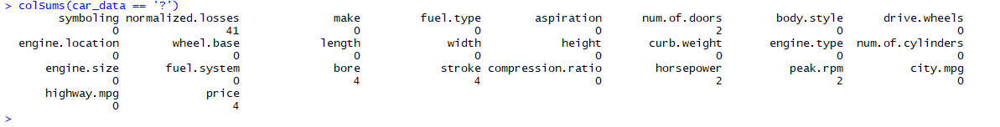 > colSums(car_data == '?')
symboling normalized.losses make fuel.type aspiration num.of.doors body.style drive.wheels
0 41 0 0 0 2 0 0
engine.location wheel.base length width height curb.weight engine.type num.of.cylinders
0 0 0 0 0 0 0 0
engine.size fuel.system bore stroke compression.ratio horsepower peak.rpm city.mpg
0 0 4 4 0 2 2 0
highway.mpg price
0 4
>